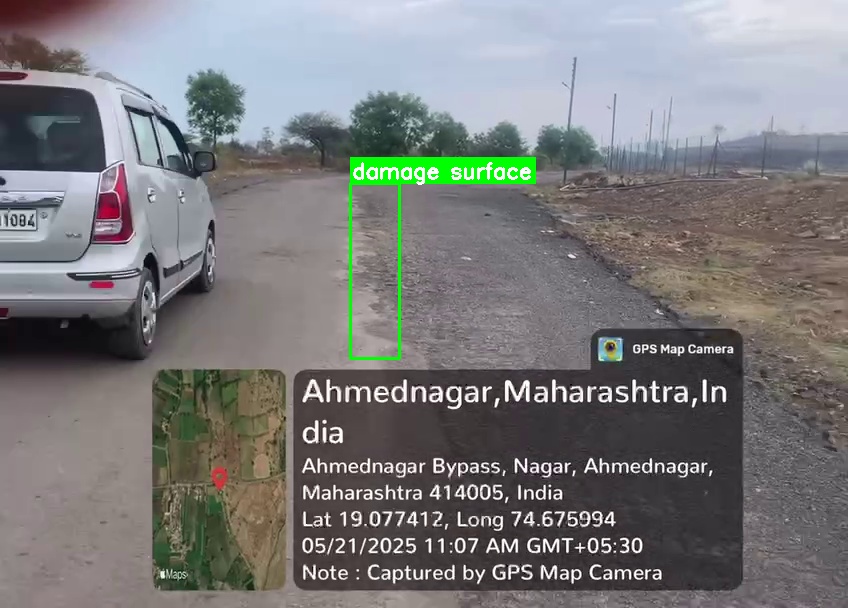 damage surface
1084
GPS Map Camera
Ahmednagar,Maharashtra,In
dia
Ahmednagar Bypass, Nagar, Ahmednagar,
Maharashtra 414005, India
Lat 19.077412, Long 74.675994
05/21/2025 11:07 AM GMT+05:30
Note : Captured by GPS Map Camera
Maps